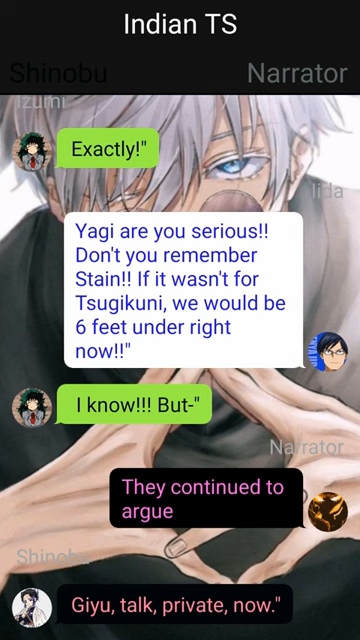 Indian TS
Shinobu
Narrator
Izumi
Exactly!"
Iida
Yagi are you serious!!
Don't you remember
Stain!! If it wasn't for
Tsugikuni, we would be
6 feet under right
now!!"
I know!!! But-"
Narrator
They continued to
argue
Shinobu
Giyu, talk, private, now."